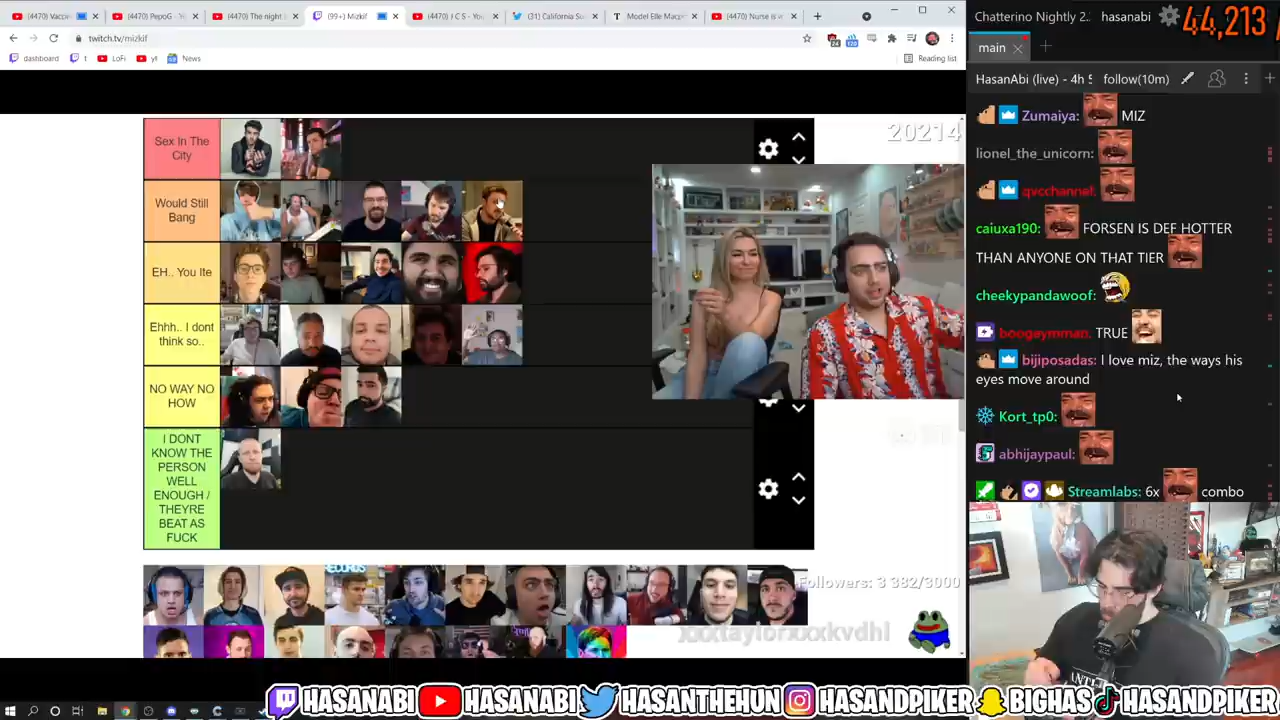 (4470) Vaccin
(4470) PepoG - Y
(4470) The night b
(99+) Mizkif
(4470) J C S - You
(31) California Su
Model Elle Macp
(4470) Nurse is
twitch.tv/mizkif
dashboard
t
LoFi
y!
News
Reading list
Sex In The
City
Would Still
Bang
EH.. You Ite
Ehhh.. I dont
think so..
NO WAY NO
HOW
I DONT
KNOW THE
PERSON
WELL
ENOUGH /
THEYRE
BEAT AS
FUCK
20214
Followers: 3 382/3000
xxxtaylorxxxkvdhl
Chatterino Nightly 2..
hasanabi
44,213
main
HasanAbi (live) - 4h 5
follow(10m)
Zumaiya: MIZ
lionel_the_unicorn:
qvcchannel:
caiuxa190: FORSEN IS DEF HOTTER
THAN ANYONE ON THAT TIER
cheekypandawoof:
boogeymman: TRUE
bijiposadas: I love miz, the ways his
eyes move around
Kort_tp0:
abhijaypaul:
Streamlabs: 6x combo
HASANABI
HASANABI
HASANTHEHUN
HASANDPIKER
BIGHAS
HASANDPIKER